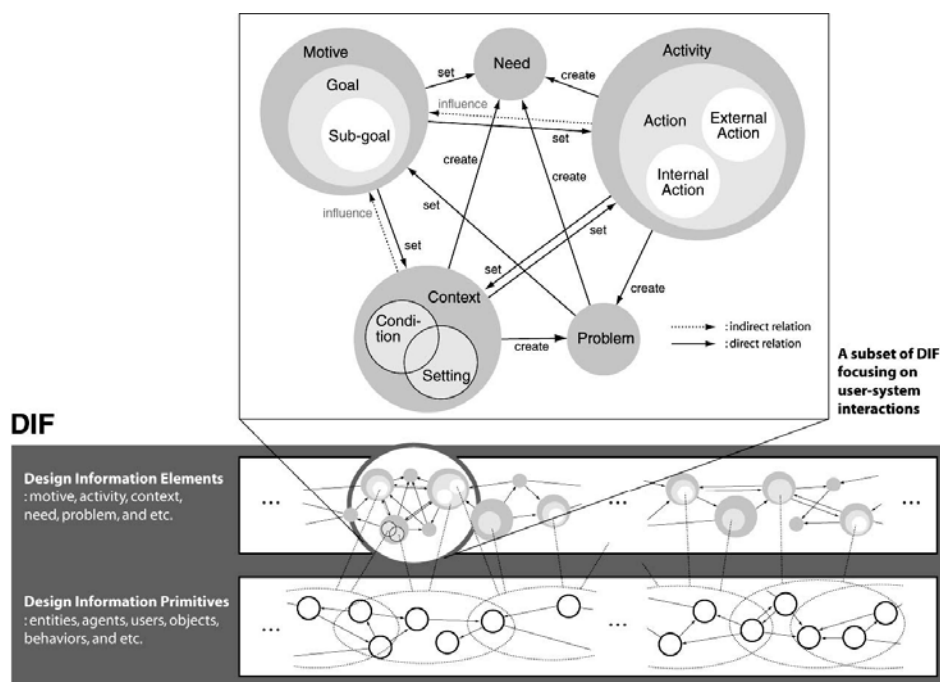 Motive
Need
Activity
set
create
Goal
influence
Action
External
Action
Sub-goal
set
Internal
Action
create
create
influence
set
set
set
set
create
Context
Condi-
tion
create
Problem
: indirect relation
: direct relation
Setting
A subset of DIF
focusing on
user-system
interactions
DIF
Design Information Elements
: motive, activity, context,
need, problem, and etc.
...
...
...
Design Information Primitives
: entities, agents, users, objects,
behaviors, and etc.
...
...
...